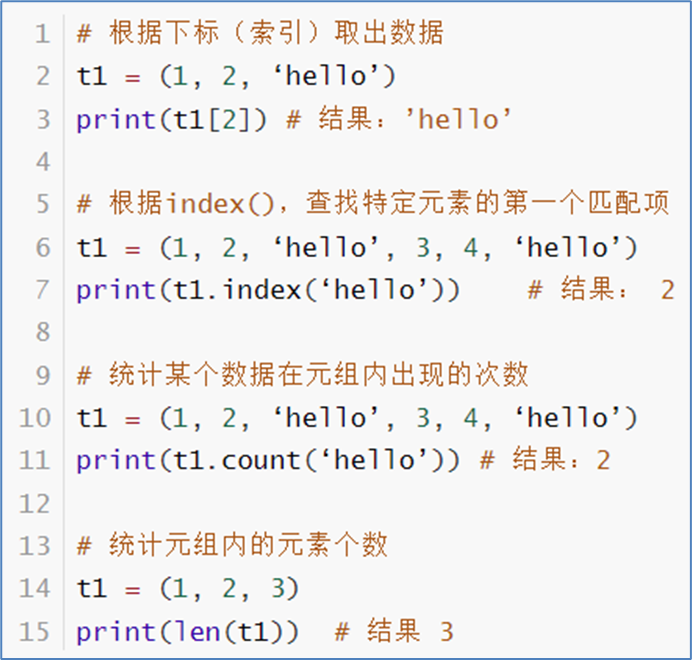 1 # 根据下标（索引）取出数据
2 t1 = (1, 2, ‘hello’)
3 print(t1[2]) # 结果：’hello’
4
5 # 根据index()，查找特定元素的第一个匹配项
6 t1 = (1, 2, ‘hello’, 3, 4, ‘hello’)
7 print(t1.index(‘hello’))    # 结果： 2
8
9 # 统计某个数据在元组内出现的次数
10 t1 = (1, 2, ‘hello’, 3, 4, ‘hello’)
11 print(t1.count(‘hello’)) # 结果：2
12
13 # 统计元组内的元素个数
14 t1 = (1, 2, 3)
15 print(len(t1))  # 结果 3